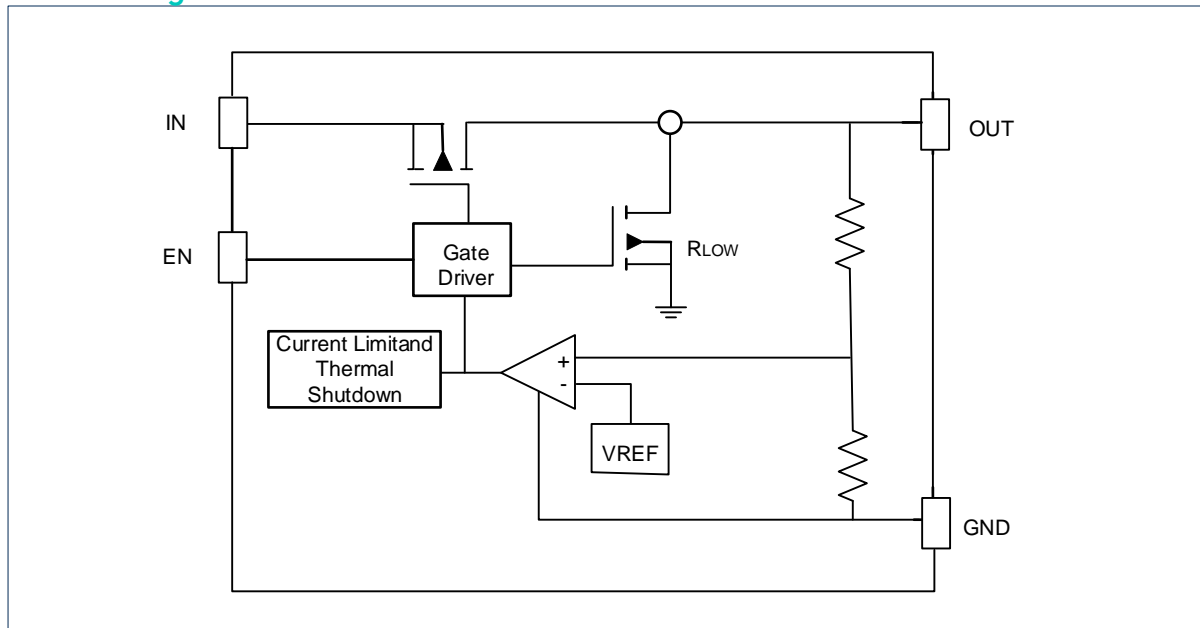 IN
OUT
EN
Gate
Driver
RLOW
Current Limitand
Thermal
Shutdown
+
-
VREF
GND